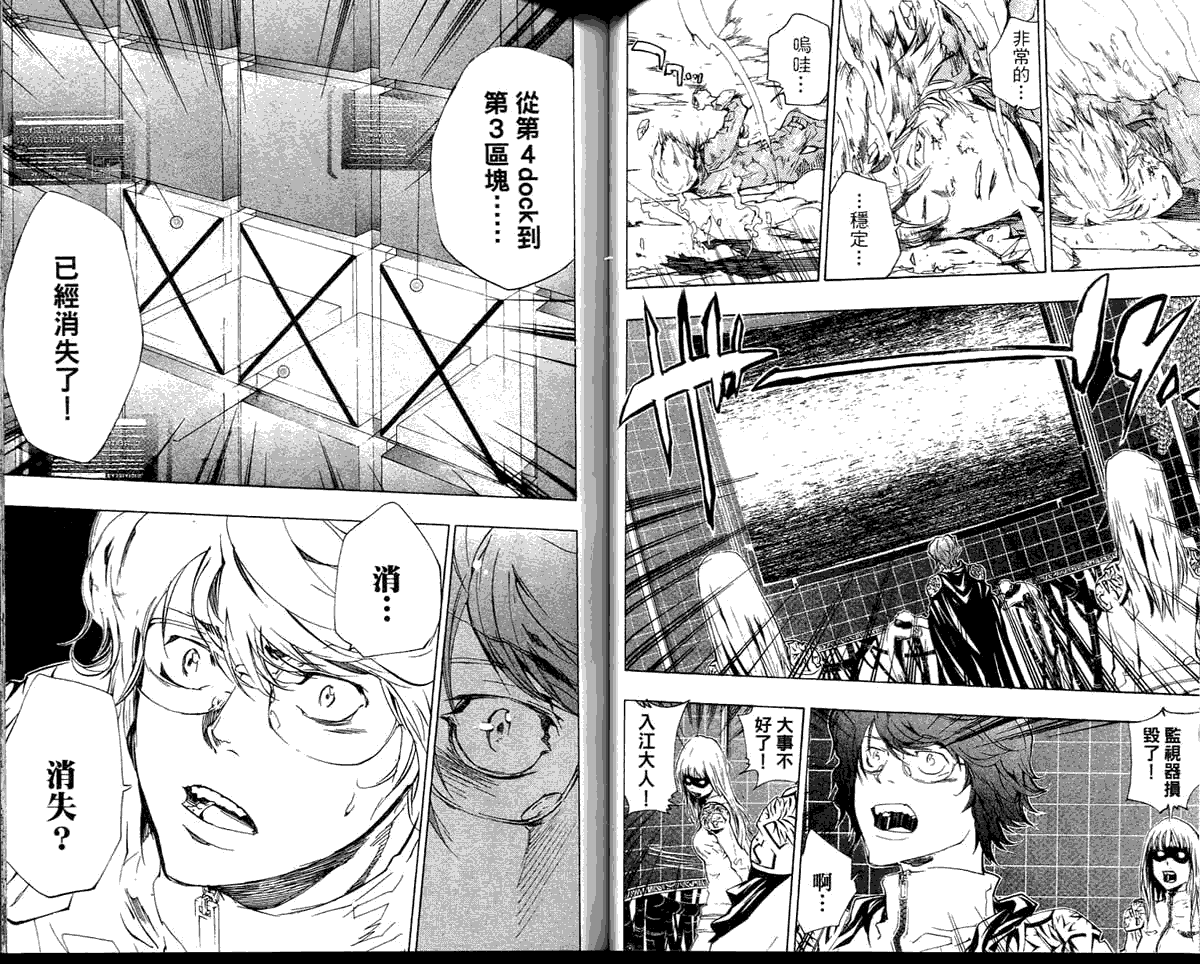 非常的…
…穩定…
嗚哇…
監視器損
毀了!
啊…
大事不
好了!
入江大人!
從第4dock到
第3區塊……
已經消失了!
消…
消失?